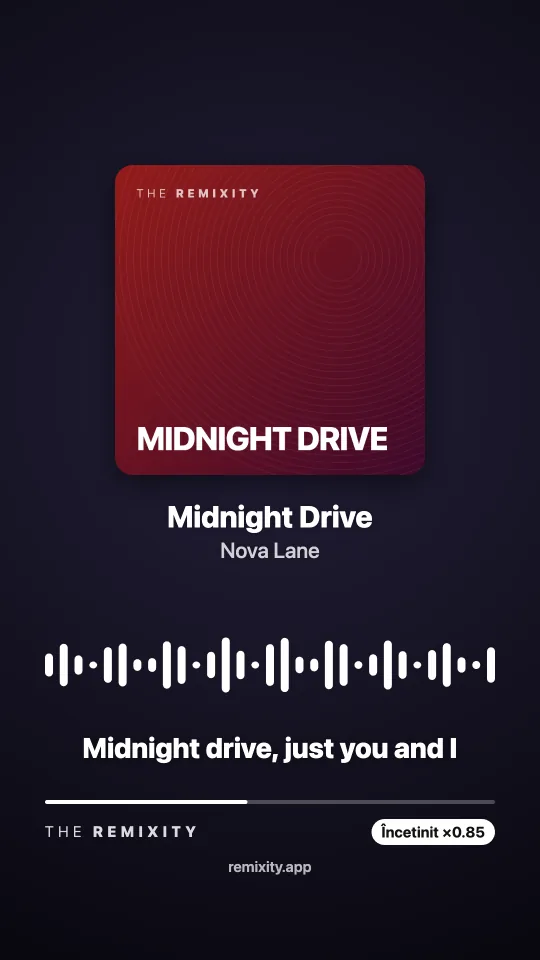 THE REMIXITY
MIDNIGHT DRIVE
Midnight Drive
Nova Lane
Midnight drive, just you and I
THE REMIXITY
Încetinit ×0.85
remixity.app